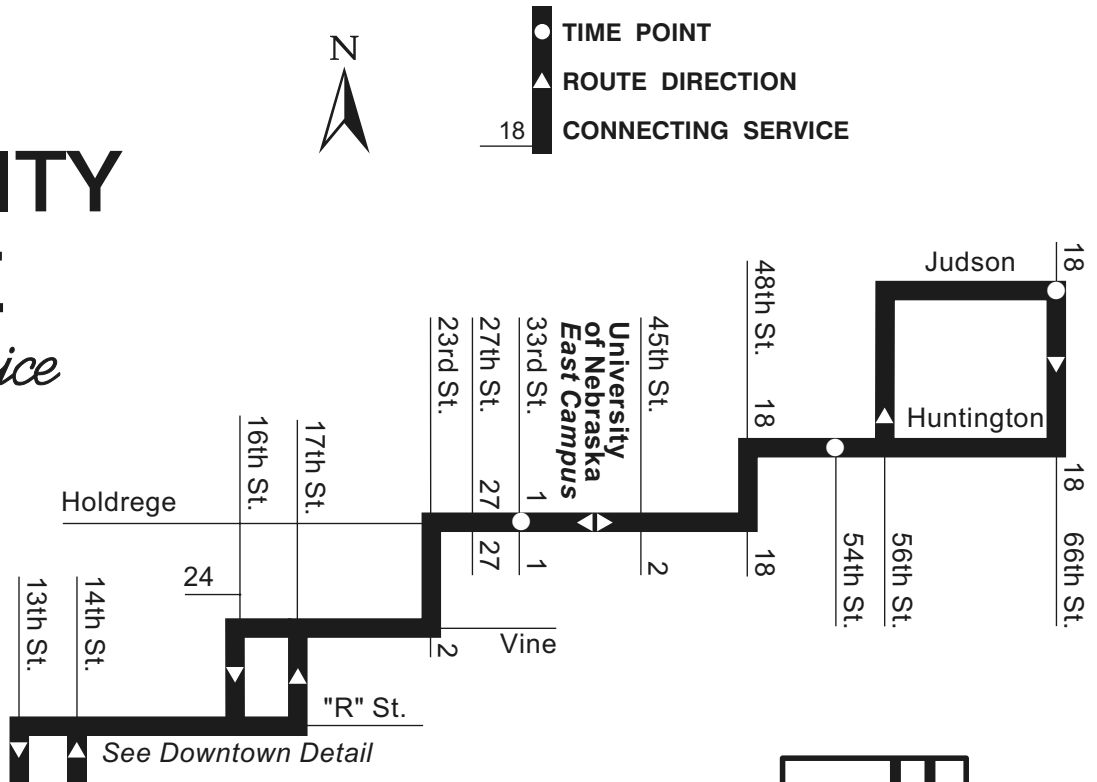 N
TIME POINT
ROUTE DIRECTION
18 CONNECTING SERVICE
Judson
18
48th St.
18
Huntington
23rd St.
27th St.
27
33rd St.
1
University
of Nebraska
East Campus
45th St.
16th St.
17th St.
Holdrege
27
1
2
18
54th St.
56th St.
18
66th St.
24
13th St.
14th St.
2
Vine
"R" St.
See Downtown Detail